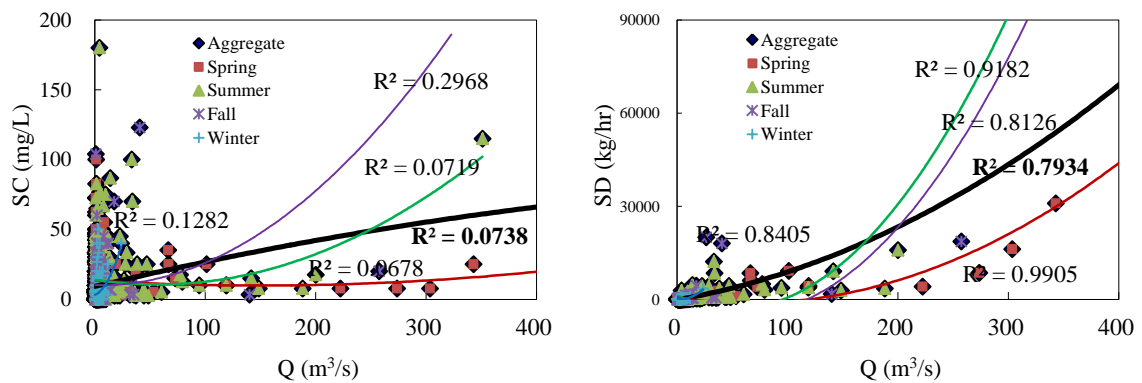 200
150
100
50
0
SC (mg/L)
Aggregate
Spring
Summer
Fall
Winter
R² = 0.2968
R² = 0.0719
R² = 0.1282
R² = 0.0738
R² =
0
100
200
300
400
Q (m³/s)
90000
60000
30000
0
SD (kg/hr)
Aggregate
Spring
Summer
Fall
Winter
R² = 0.9182
R² = 0.8126
R² = 0.7934
R² = 0.8405
R² = 0.9905
0
100
200
300
400
Q (m³/s)